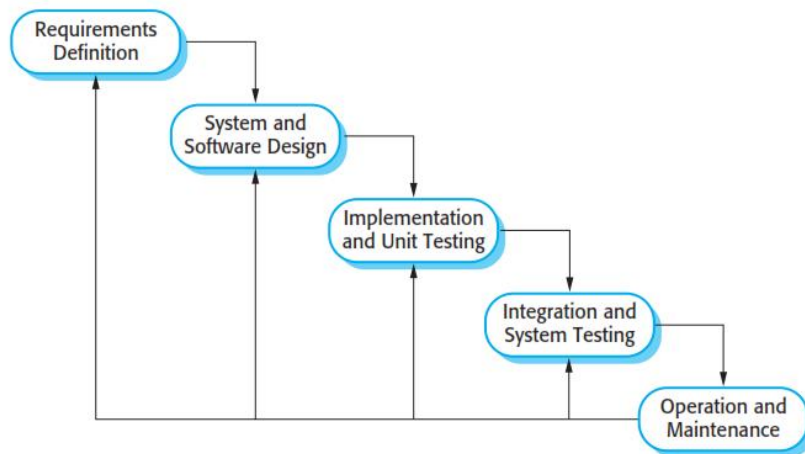 Requirements
Definition
System and
Software Design
Implementation
and Unit Testing
Integration and
System Testing
Operation and
Maintenance